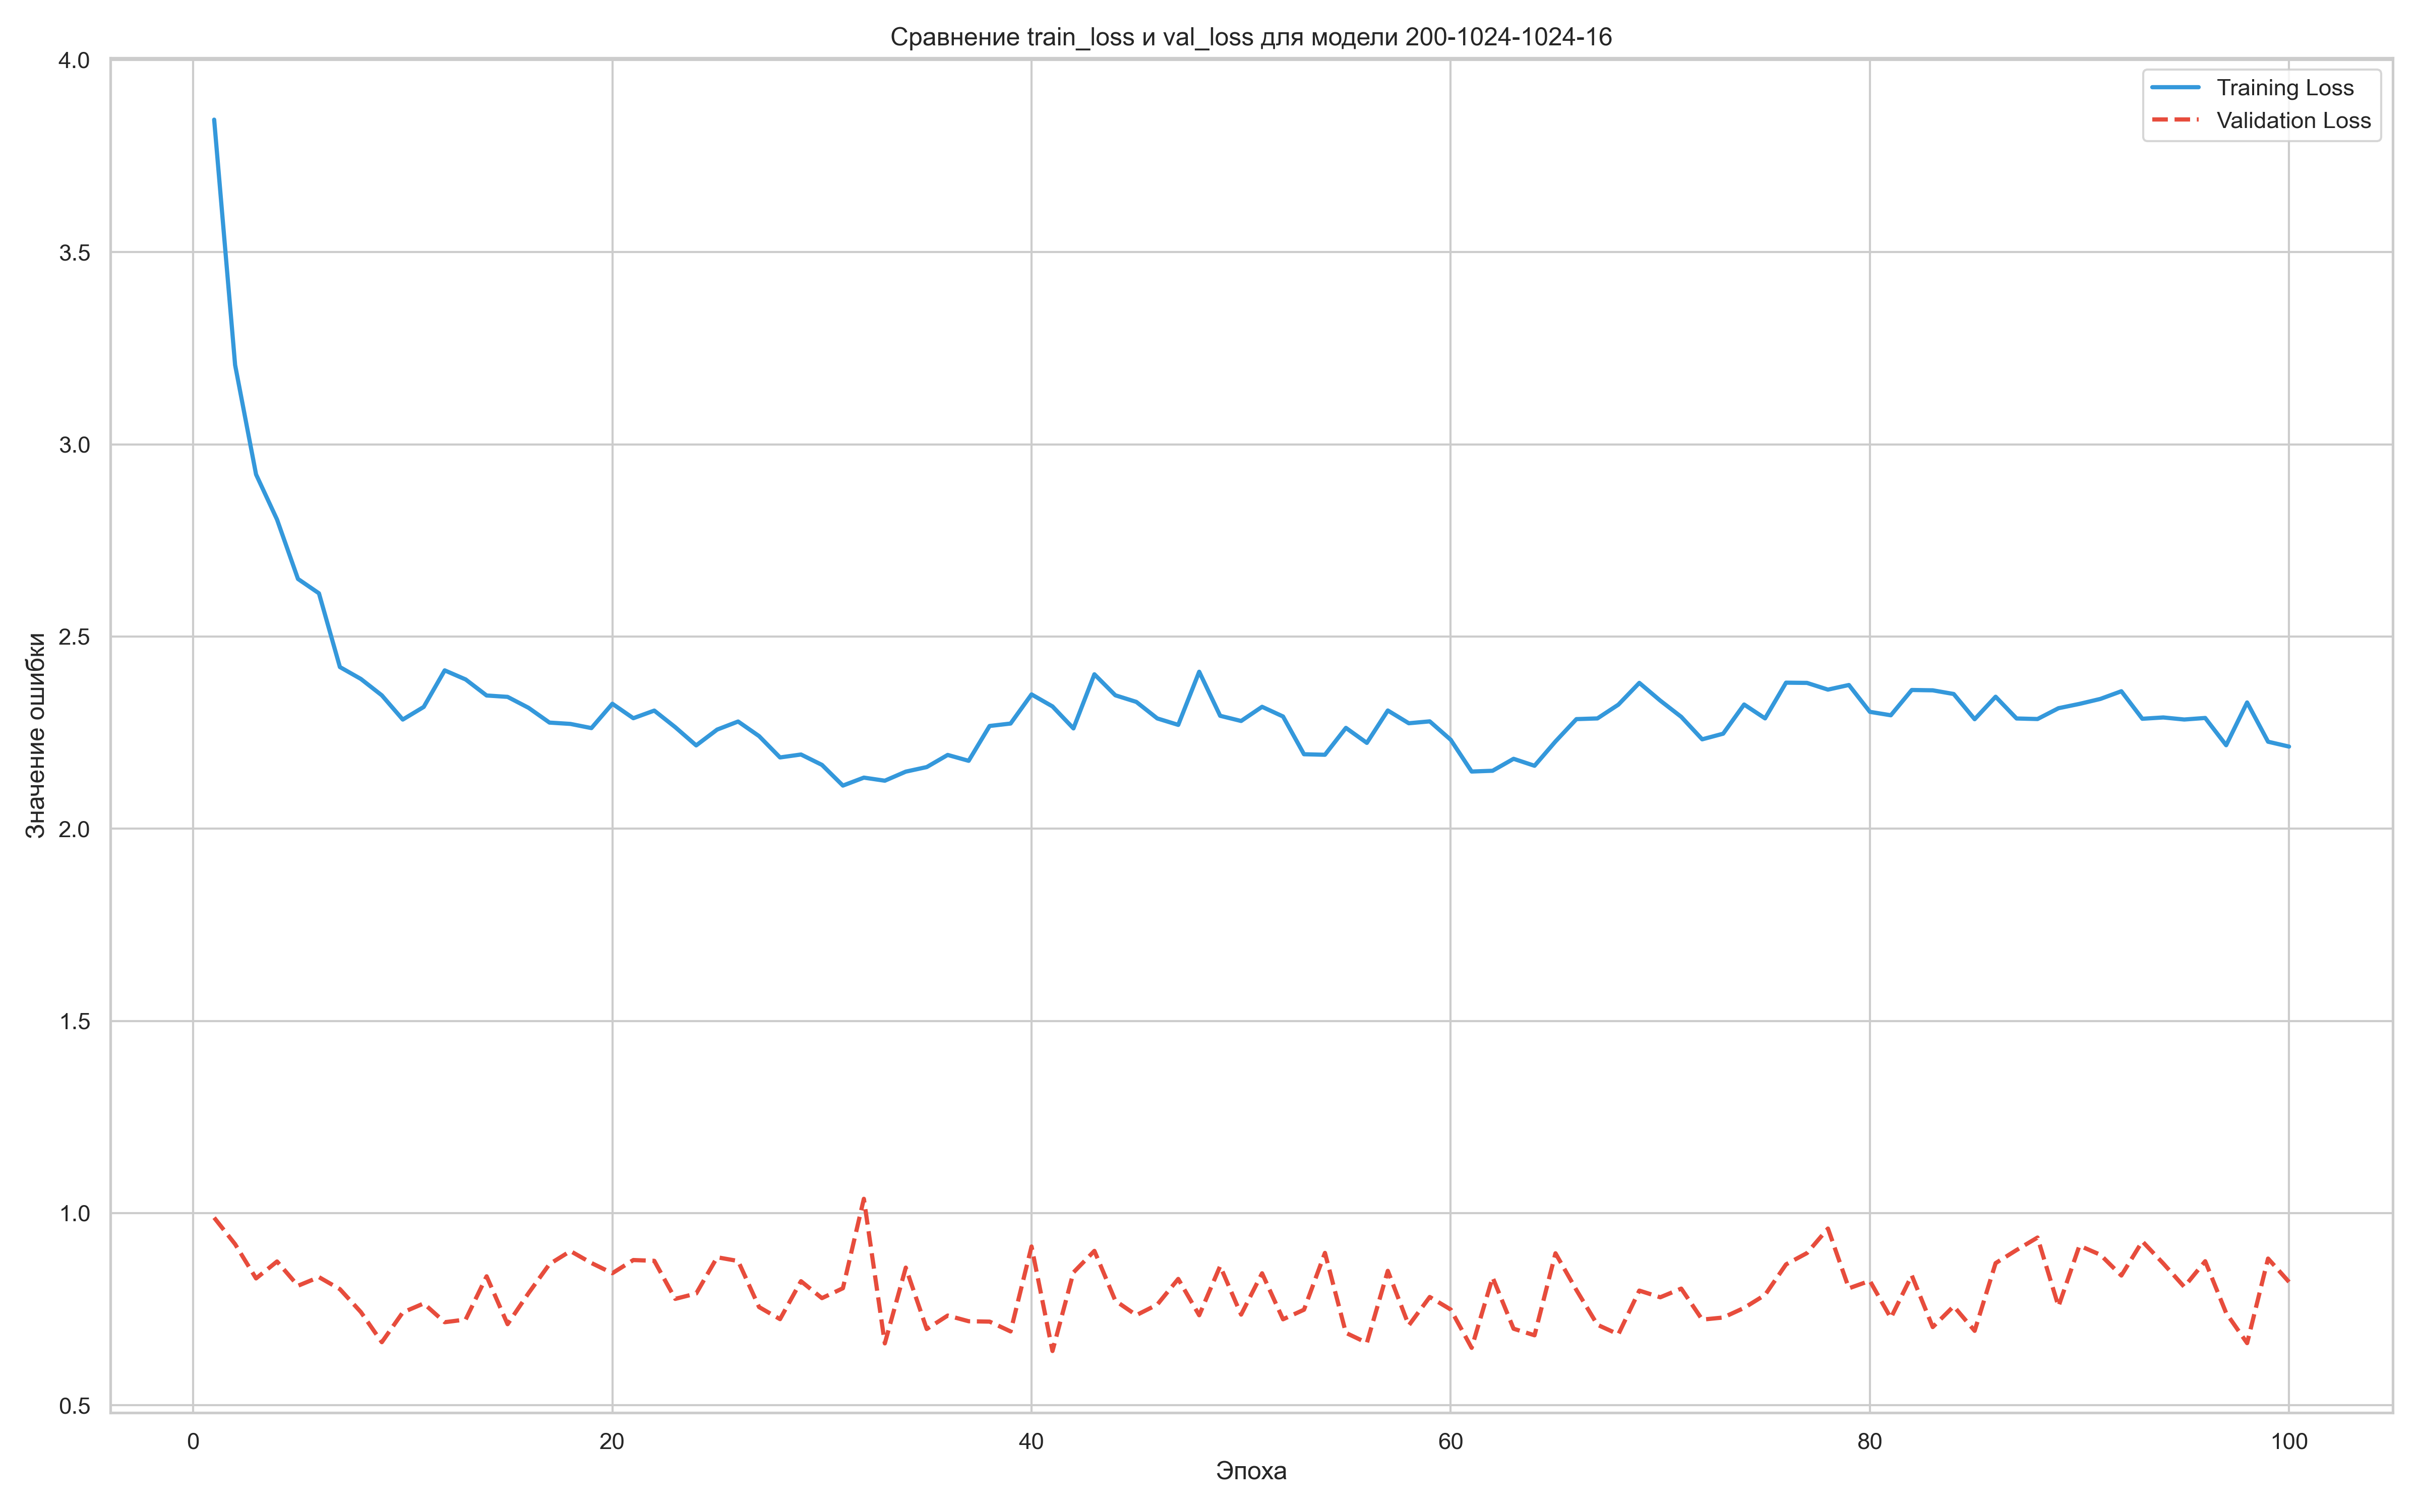 Сравнение train_loss и val_loss для модели 200-1024-1024-16
Training Loss
Validation Loss
Значение ошибки
4.0
3.5
3.0
2.5
2.0
1.5
1.0
0.5
0 20 40 60 80 100
Эпоха